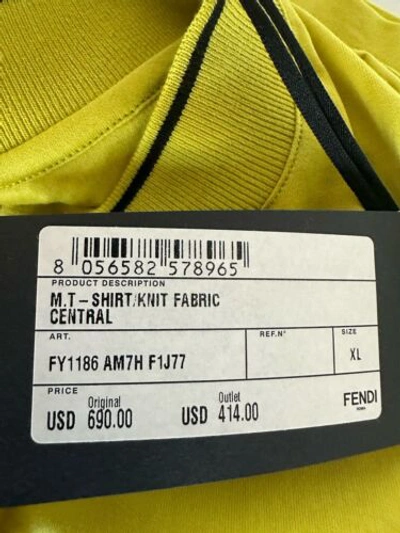 8 056582 578965
PRODUCT DESCRIPTION
M.T-SHIRT/KNIT FABRIC
CENTRAL
ART.
REF.N°
SIZE
FY1186 AM7H F1J77
XL
PRICE
Original
Outlet
USD 690.00
USD 414.00
FENDI
ROMA